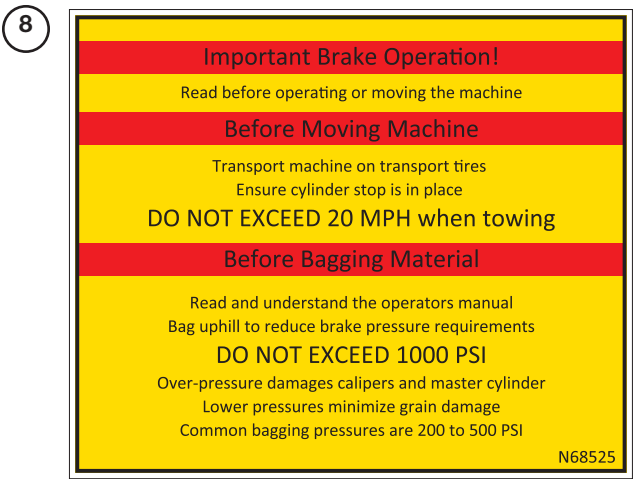 8
Important Brake Operation!
Read before operating or moving the machine
Before Moving Machine
Transport machine on transport tires
Ensure cylinder stop is in place
DO NOT EXCEED 20 MPH when towing
Before Bagging Material
Read and understand the operators manual
Bag uphill to reduce brake pressure requirements
DO NOT EXCEED 1000 PSI
Over-pressure damages calipers and master cylinder
Lower pressures minimize grain damage
Common bagging pressures are 200 to 500 PSI
N68525